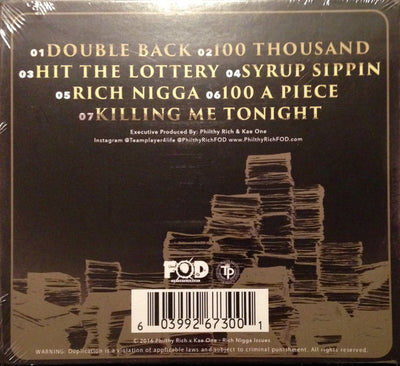 01 DOUBLE BACK 02 100 THOUSAND
03 HIT THE LOTTERY 04 SYRUP SIPPIN
05 RICH NIGGA 06 100 A PIECE
07 KILLING ME TONIGHT
Executive Produced By: Philthy Rich & Kae One
Instagram @Teamplayer4life @PhilthyRichFOD www.PhilthyRichFOD.com
FOD
TP
6 03992 67300 1
© 2016 Philthy Rich x Kae One - Rich Nigga Issues
WARNING: Duplication is a violation of applicable laws and subject to criminal punishment. All rights reserved.